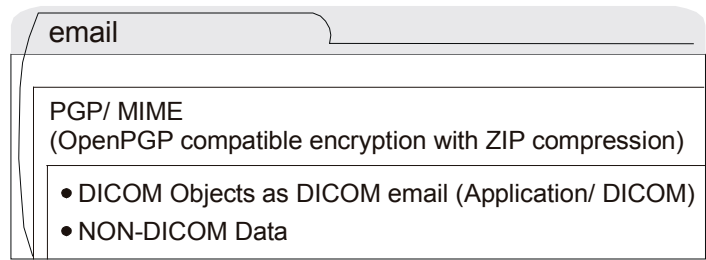 email
PGP/ MIME
(OpenPGP compatible encryption with ZIP compression)
• DICOM Objects as DICOM email (Application/ DICOM)
• NON-DICOM Data